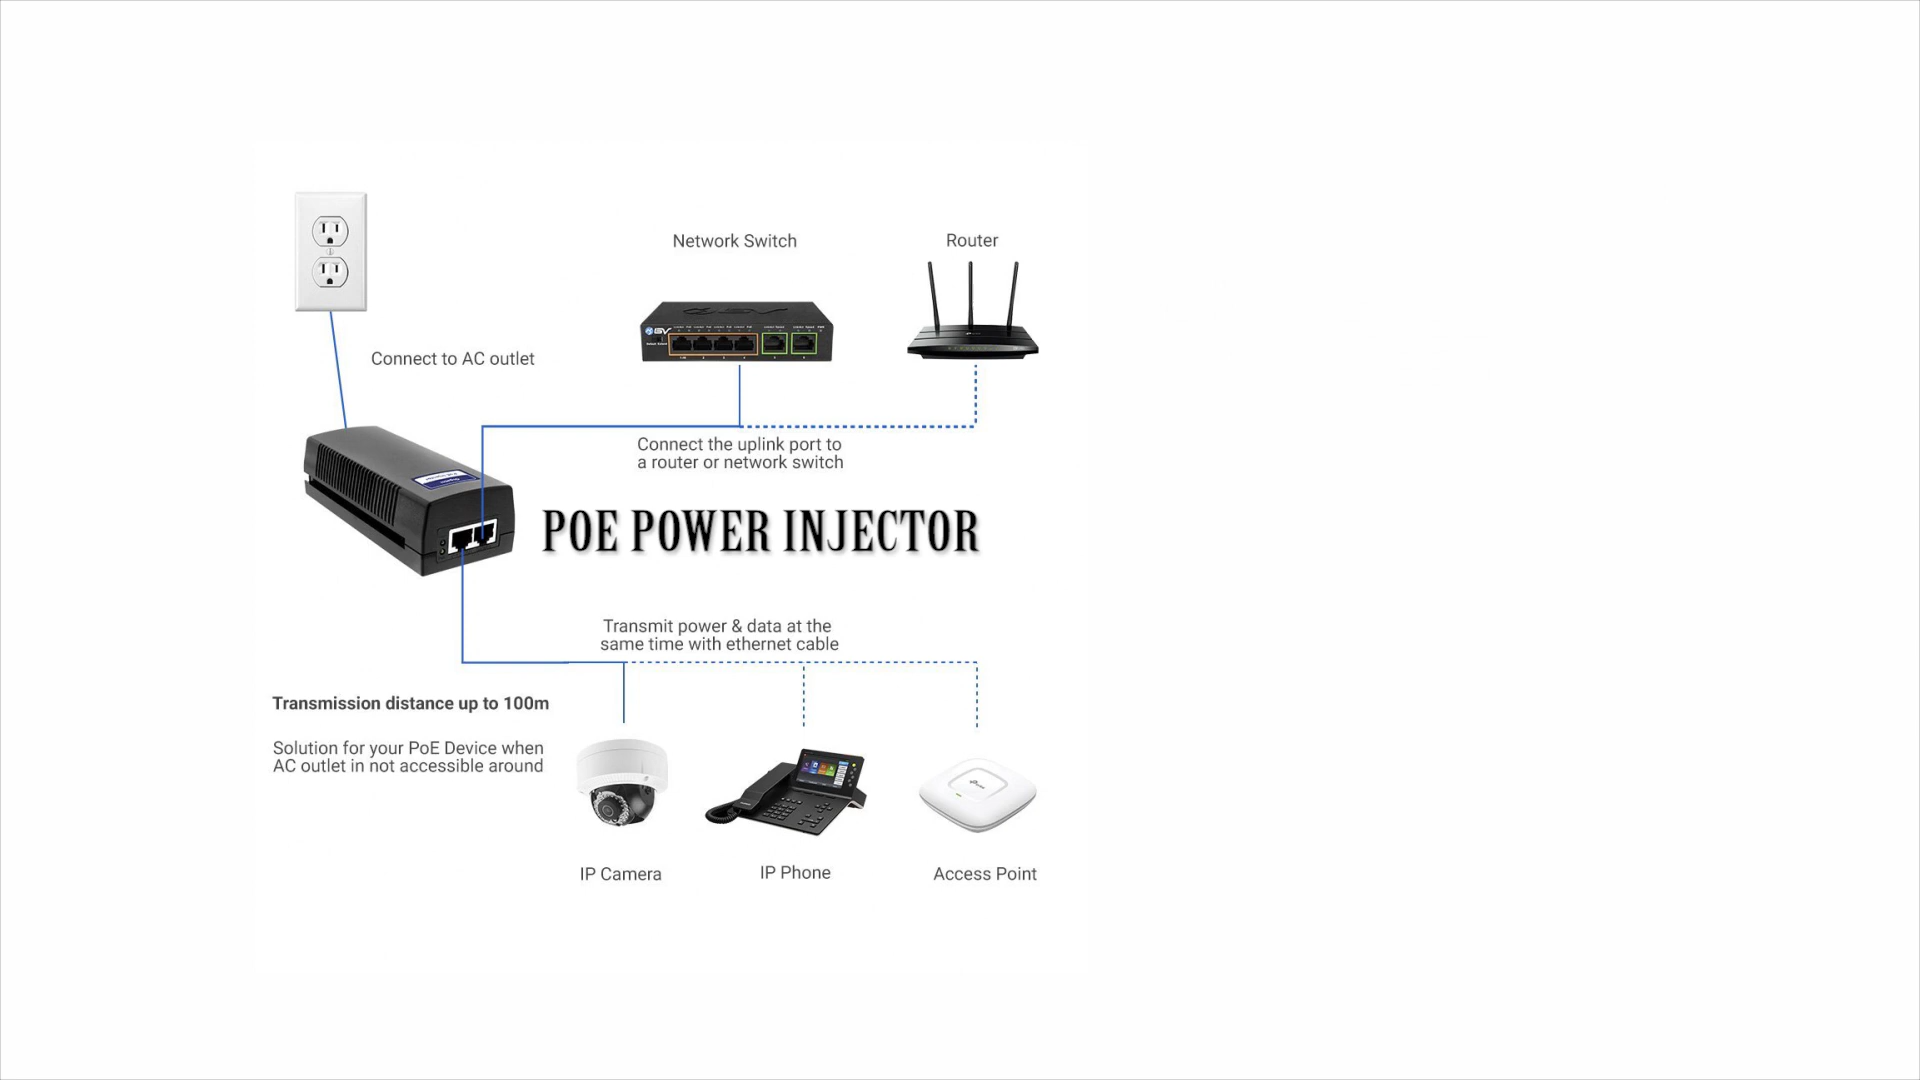 Network Switch
Router
Connect to AC outlet
Connect the uplink port to
a router or network switch
POE POWER INJECTOR
Transmit power & data at the
same time with ethernet cable
Transmission distance up to 100m
Solution for your PoE Device when
AC outlet in not accessible around
IP Camera
IP Phone
Access Point